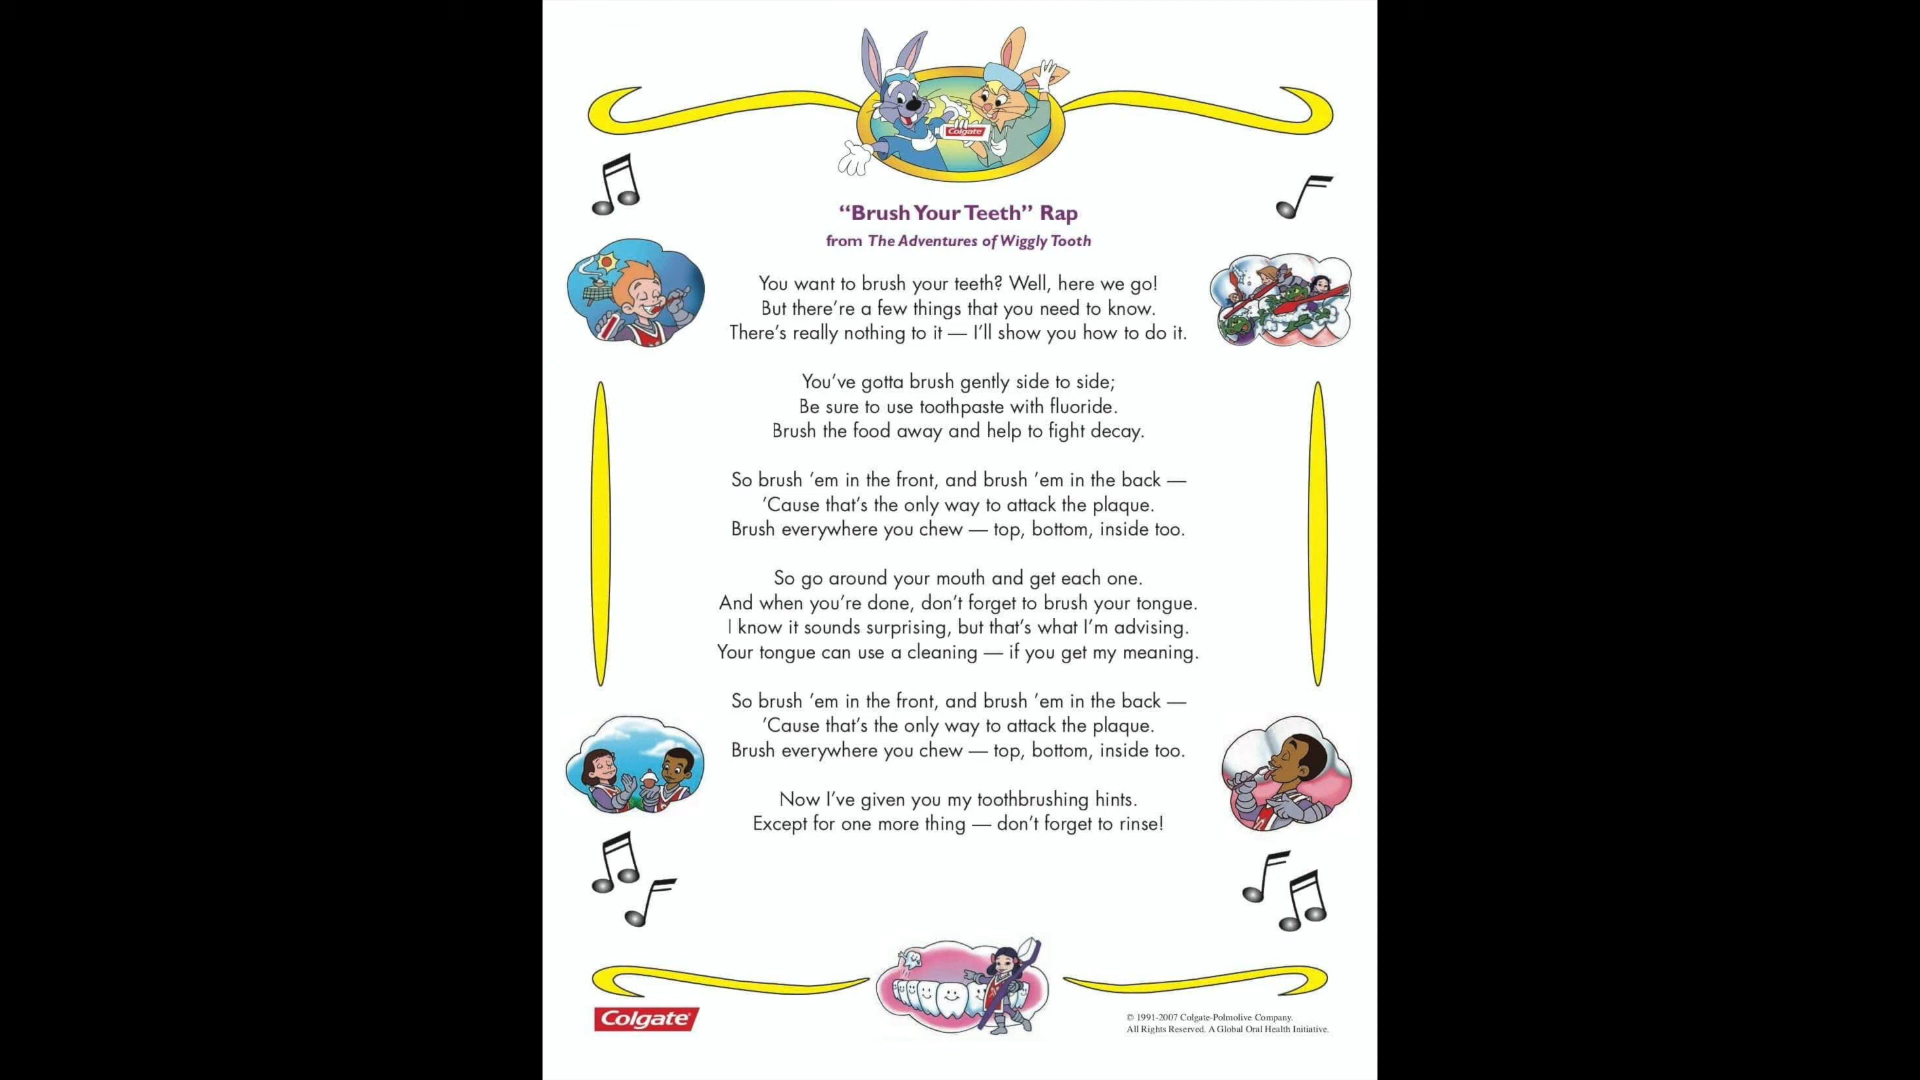 Colgate
“Brush Your Teeth” Rap
from The Adventures of Wiggly Tooth
You want to brush your teeth? Well, here we go!
But there’re a few things that you need to know.
There’s really nothing to it — I’ll show you how to do it.
You’ve gotta brush gently side to side;
Be sure to use toothpaste with fluoride.
Brush the food away and help to fight decay.
So brush ’em in the front, and brush ’em in the back —
’Cause that’s the only way to attack the plaque.
Brush everywhere you chew — top, bottom, inside too.
So go around your mouth and get each one.
And when you’re done, don’t forget to brush your tongue.
I know it sounds surprising, but that’s what I’m advising.
Your tongue can use a cleaning — if you get my meaning.
So brush ’em in the front, and brush ’em in the back —
’Cause that’s the only way to attack the plaque.
Brush everywhere you chew — top, bottom, inside too.
Now I’ve given you my toothbrushing hints.
Except for one more thing — don’t forget to rinse!
Colgate®
© 1991-2007 Colgate-Polmolive Company.
All Rights Reserved. A Global Oral Health Initiative.